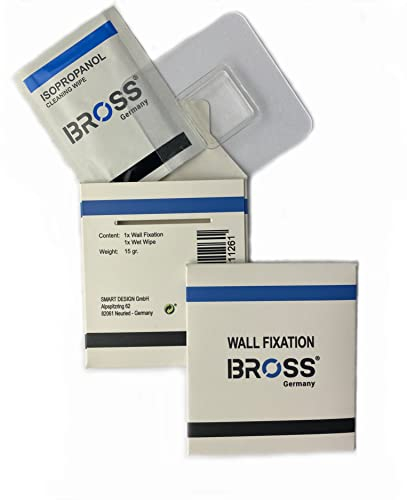 ISOPROPANOL
CLEANING WIPE
BROSS®
Germany
Content: 1x Wall Fixation
1x Wet Wipe
Weight: 15 gr.
11261
SMART DESIGN GmbH
Alpspitzring 62
82061 Neuried - Germany
WALL FIXATION
BROSS®
Germany